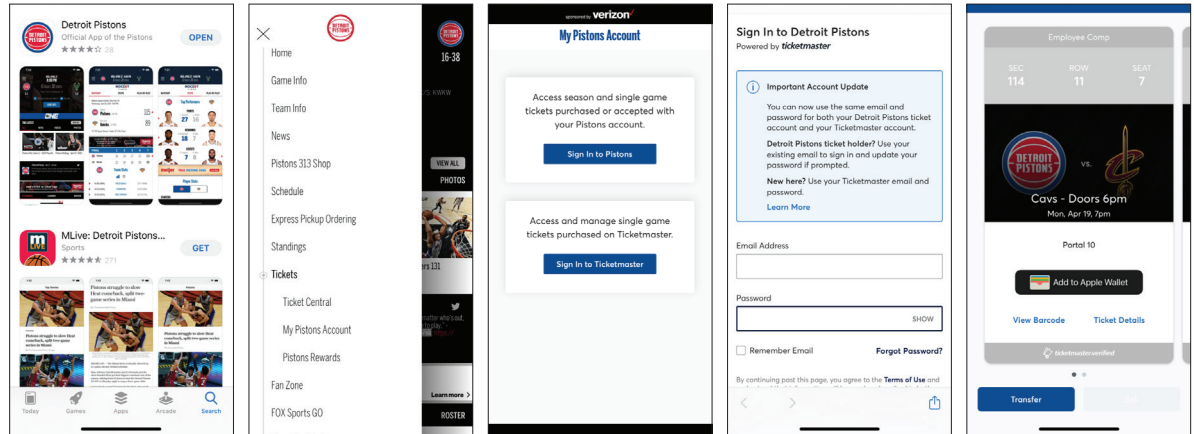 Detroit Pistons
Official App of the Pistons
28
OPEN
MLive: Detroit Pistons...
Sports
271
GET
Pistons struggle to slow Heat comeback, split two-game series in Miami
Today
Games
Apps
Arcade
Search
DETROIT
PISTONS
Home
Game Info
Team Info
News
Pistons 313 Shop
Schedule
Express Pickup Ordering
Standings
Tickets
Ticket Central
My Pistons Account
Pistons Rewards
Fan Zone
FOX Sports GO
16-38
VIEW ALL
PHOTOS
Learn more >
ROSTER
sponsored by verizon✓
My Pistons Account
Access season and single game
tickets purchased or accepted with
your Pistons account.
Sign In to Pistons
Access and manage single game
tickets purchased on Ticketmaster.
Sign In to Ticketmaster
Sign In to Detroit Pistons
Powered by ticketmaster
Important Account Update
You can now use the same email and
password for both your Detroit Pistons ticket
account and your Ticketmaster account.
Detroit Pistons ticket holder? Use your
existing email to sign in and update your
password if prompted.
New here? Use your Ticketmaster email and
password.
Learn More
Email Address
Password
SHOW
Remember Email
Forgot Password?
By continuing past this page, you agree to the Terms of Use and
Employee Comp
SEC
ROW
SEAT
114
11
7
DETROIT
PISTONS
VS.
Cavs - Doors 6pm
Mon, Apr 19, 7pm
Portal 10
Add to Apple Wallet
View Barcode
Ticket Details
ticketmaster verified
Transfer